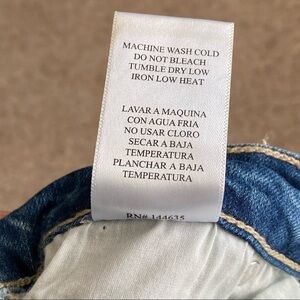 MACHINE WASH COLD
DO NOT BLEACH
TUMBLE DRY LOW
IRON LOW HEAT
LAVAR A MAQUINA
CON AGUA FRIA
NO USAR CLORO
SECAR A BAJA
TEMPERATURA
PLANCHAR A BAJA
TEMPERATURA
RN# 144635